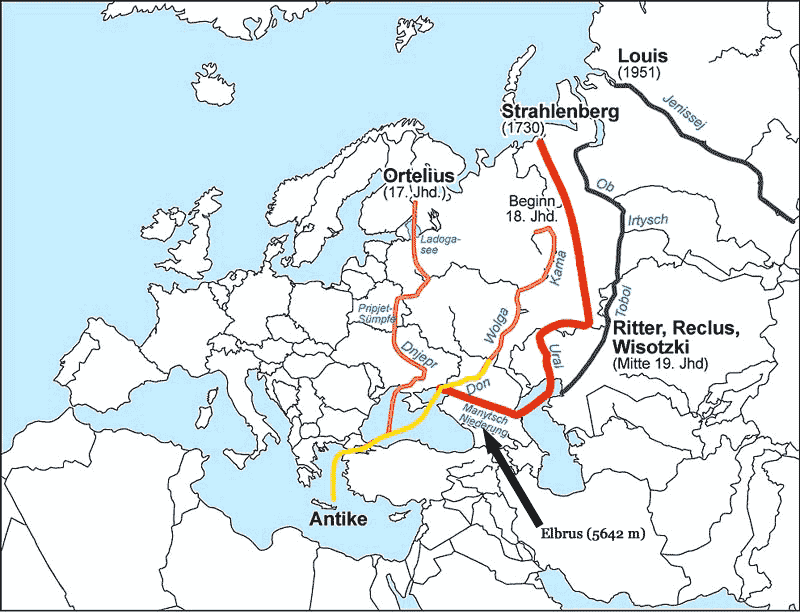 Louis
(1951)
Jenissej
Strahlenberg
(1730)
Ortelius
(17. Jhd.)
Beginn
18. Jhd.
Ob
Irtysch
Ladoga-
see
Kama
Tobol
Pripjet-
Sümpfe
Wolga
Dnjepr
Ural
Ritter, Reclus,
Wisotzki
(Mitte 19. Jhd)
Don
Manytsch
Niederung
Antike
Elbrus (5642 m)